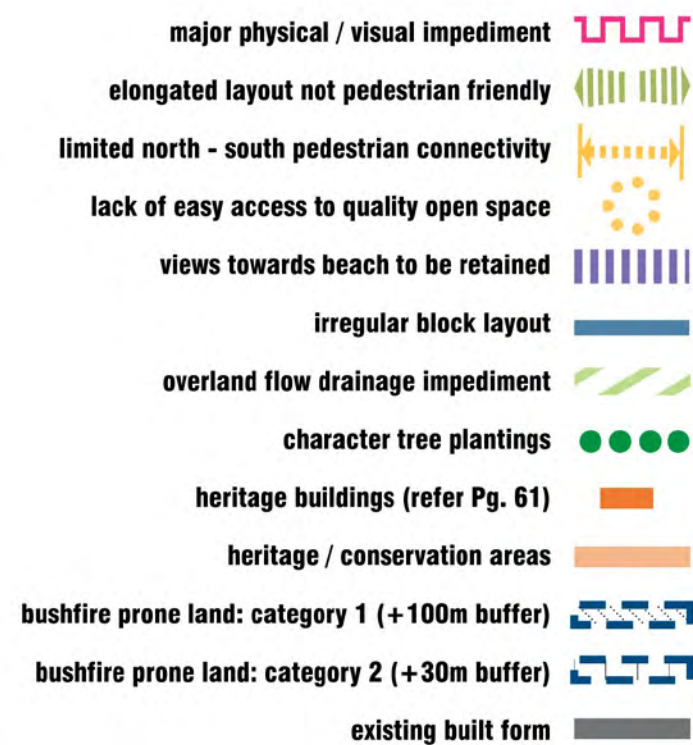 major physical / visual impediment
elongated layout not pedestrian friendly
limited north - south pedestrian connectivity
lack of easy access to quality open space
views towards beach to be retained
irregular block layout
overland flow drainage impediment
character tree plantings
heritage buildings (refer Pg. 61)
heritage / conservation areas
bushfire prone land: category 1 (+100m buffer)
bushfire prone land: category 2 (+30m buffer)
existing built form